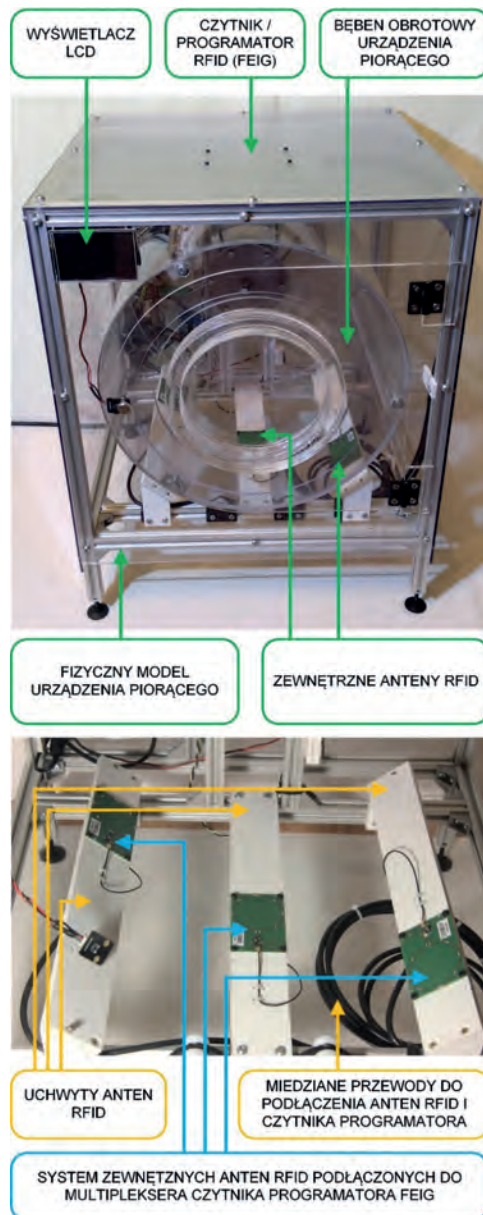 WYŚWIETLACZ
LCD
CZYTNIK /
PROGRAMATOR
RFID (FEIG)
BĘBEN OBROTOWY
URZĄDZENIA
PIORĄCEGO
FIZYCZNY MODEL
URZĄDZENIA PIORĄCEGO
ZEWNĘTRZNE ANTENY RFID
UCHWYTY ANTEN
RFID
MIEDZIANE PRZEWODY DO
PODŁĄCZENIA ANTEN RFID I
CZYTNIKA PROGRAMATORA
SYSTEM ZEWNĘTRZNYCH ANTEN RFID PODŁĄCZONYCH DO
MULTIPLEKSERA CZYTNIKA PROGRAMATORA FEIG